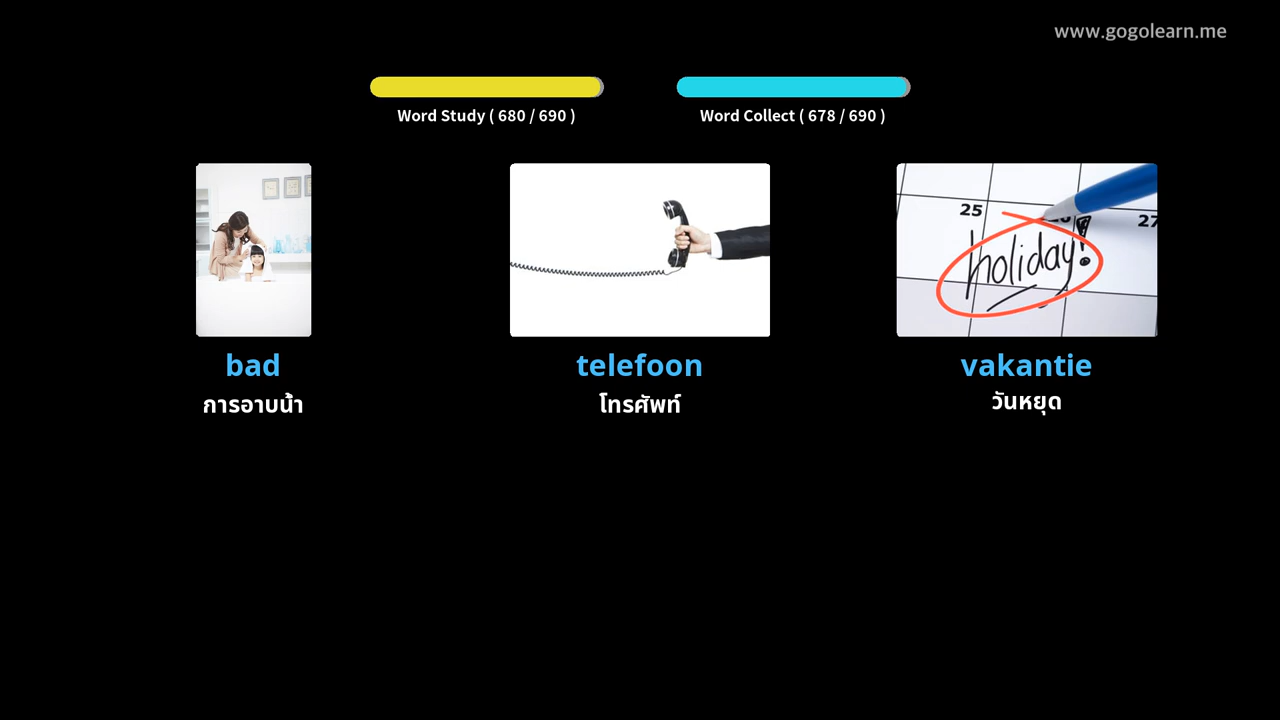 www.gogolearn.me
Word Study ( 680 / 690 )
Word Collect ( 678 / 690 )
25
27
holiday!
bad
telefoon
vakantie
การอาบน้ำ
โทรศัพท์
วันหยุด